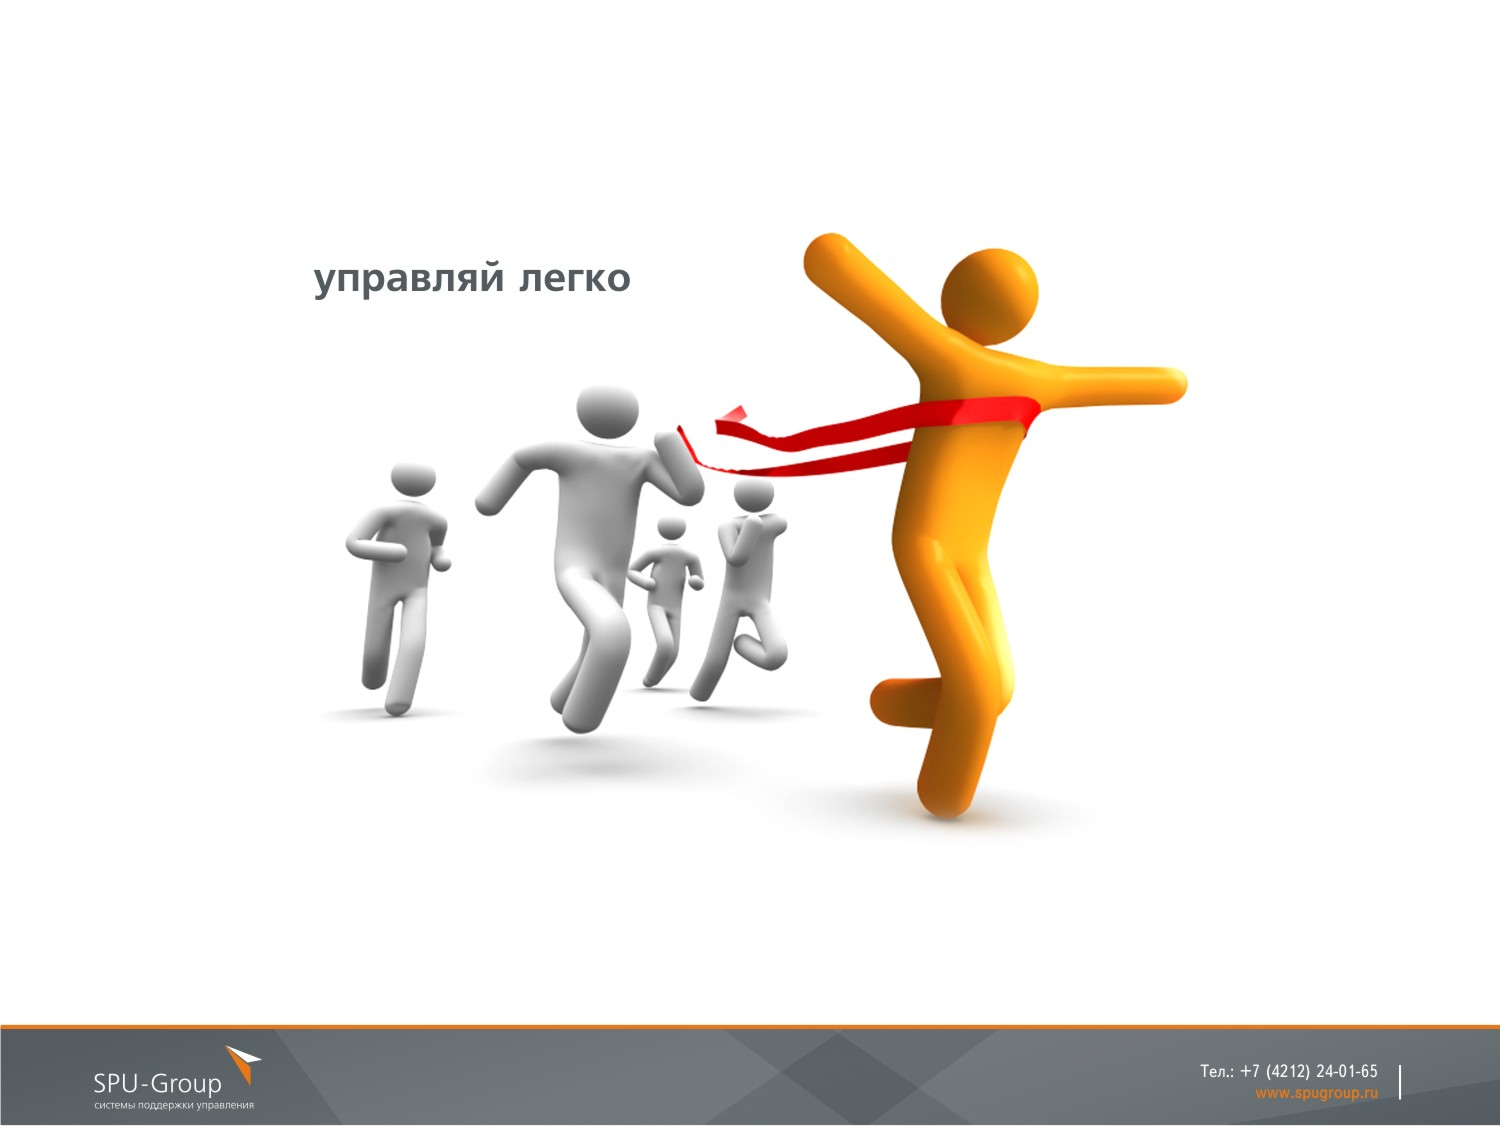 управляй легко
SPU-Group
системы поддержки управления
Тел.: +7 (4212) 24-01-65
www.spugroup.ru